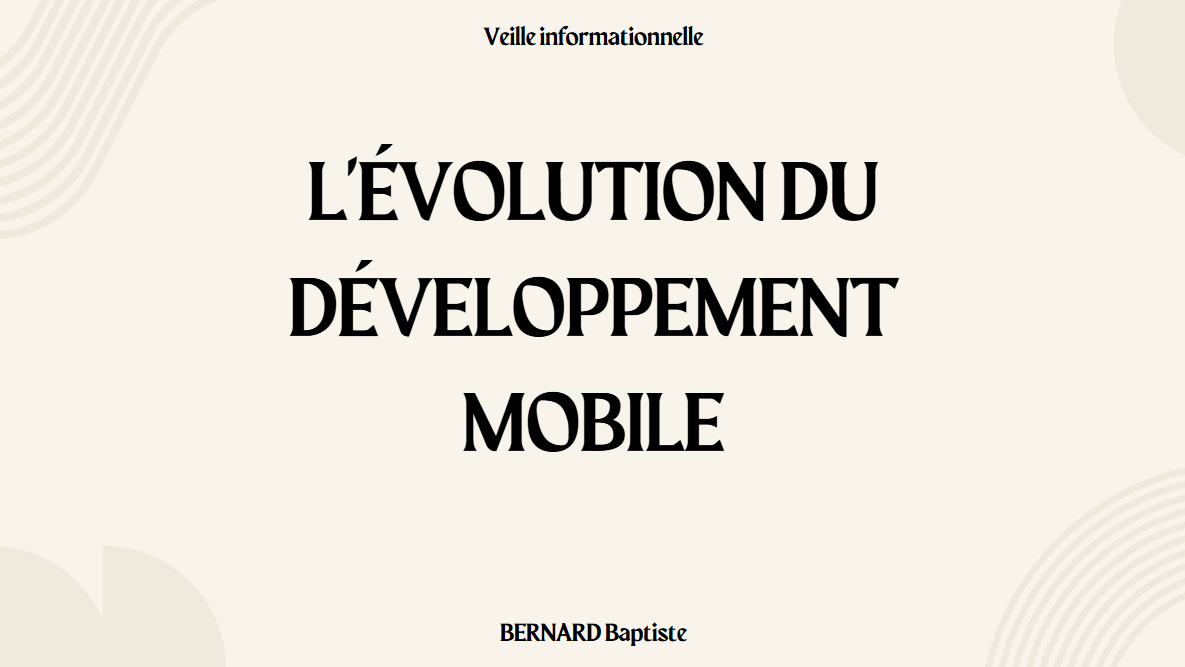 Veille informationnelle
L'ÉVOLUTION DU
DÉVELOPPEMENT
MOBILE
BERNARD Baptiste